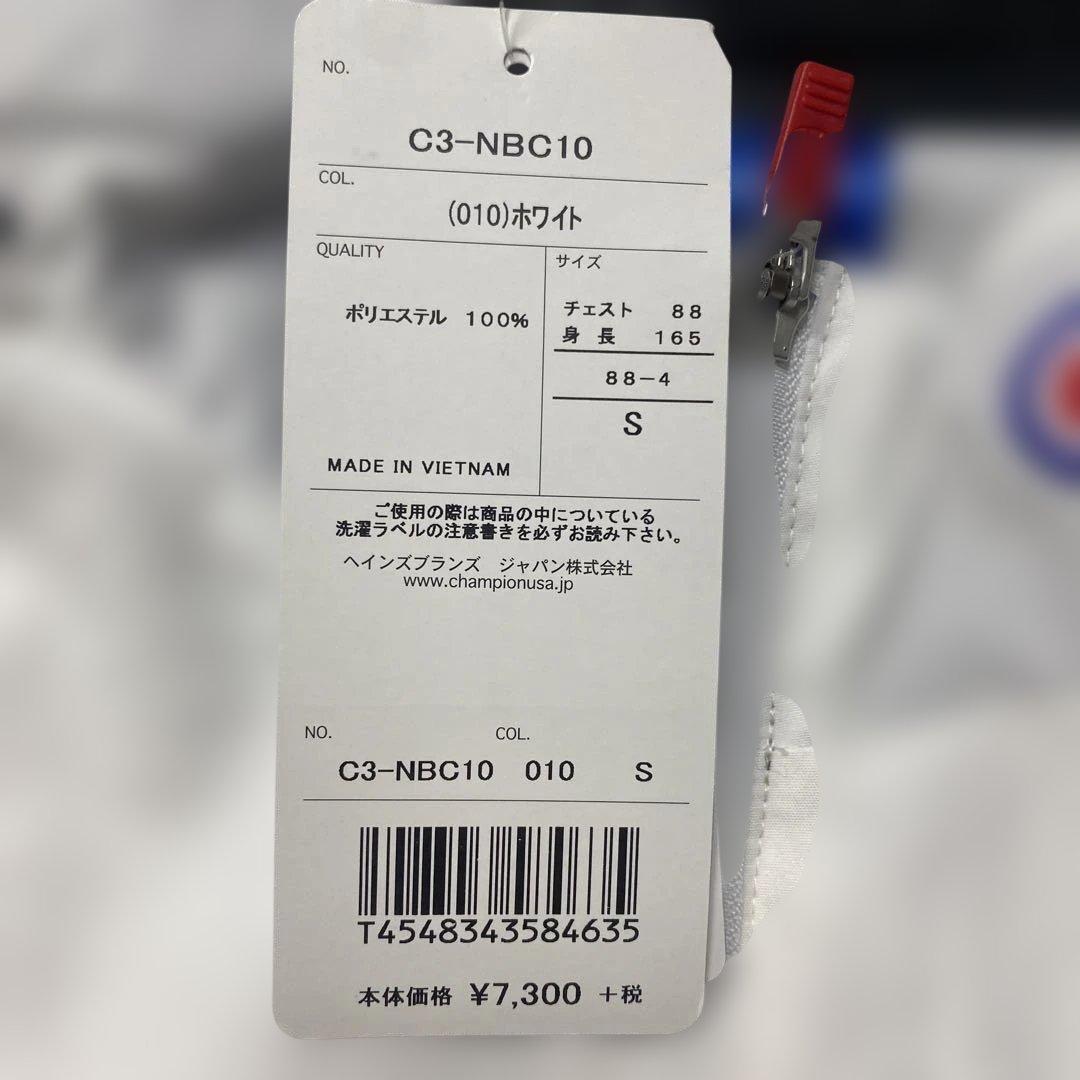 NO.
C3-NBC10
COL.
(010)ホワイト
QUALITY
ポリエステル 100%
サイズ
チェスト 88
身 長 165
88-4
S
MADE IN VIETNAM
ご使用の際は商品の中についている
洗濯ラベルの注意書きを必ずお読み下さい。
ヘインズブランズ ジャパン株式会社
www.championusa.jp
NO. COL.
C3-NBC10 010 S
T4548343584635
本体価格 ¥7,300 +税